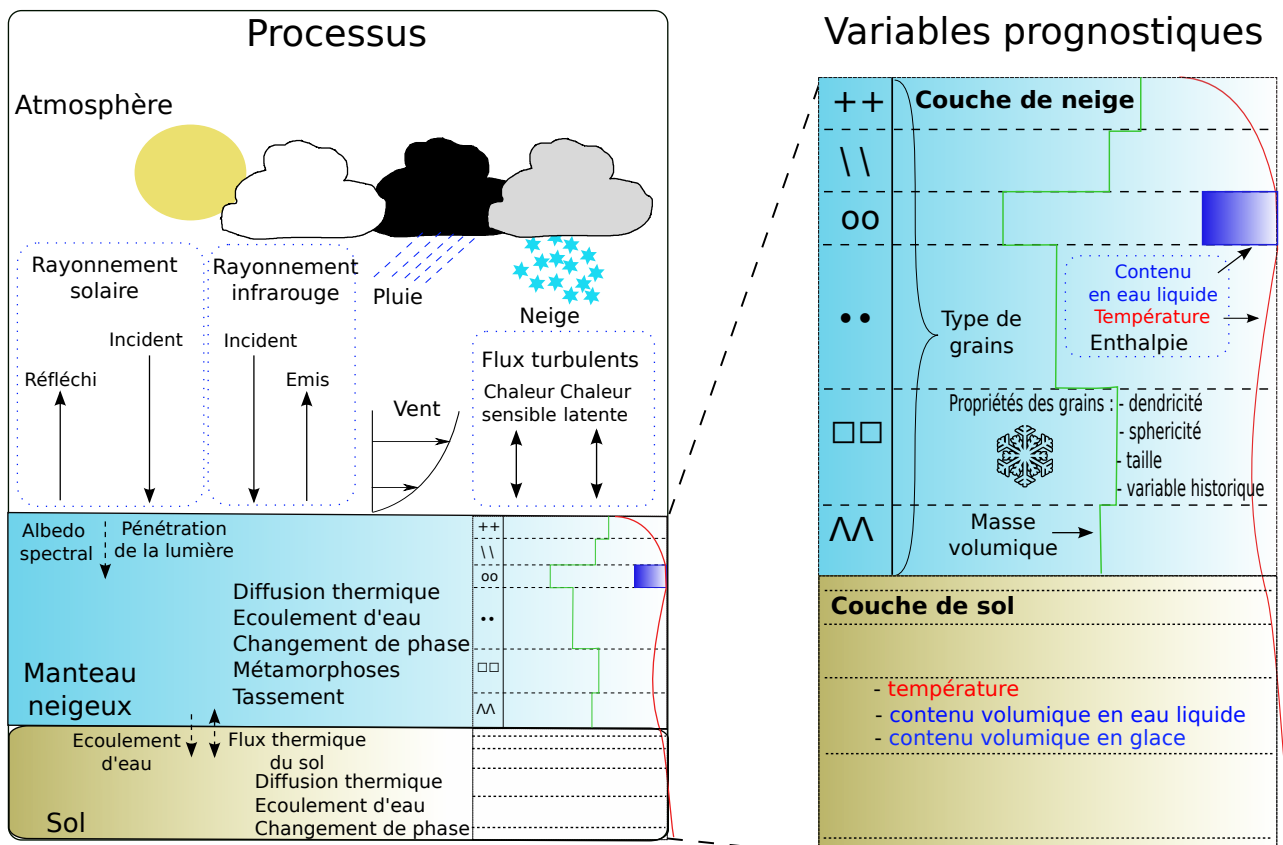 Processus
Atmosphère
Rayonnement
solaire
Incident
Réfléchi
Rayonnement
infrarouge
Incident
Emis
Pluie
Neige
Vent
Flux turbulents
Chaleur Chaleur
sensible latente
Albedo
spectral
Pénétration
de la lumière
Diffusion thermique
Ecoulement d'eau
Changement de phase
Métamorphoses
Tassement
Manteau
neigeux
++
\ \
oo
••
□□
ΛΛ
Ecoulement
d'eau
Flux thermique
du sol
Diffusion thermique
Ecoulement d'eau
Changement de phase
Sol
Variables prognostiques
++
\ \
oo
••
□□
ΛΛ
Couche de neige
Type de
grains
Contenu
en eau liquide
Température
Enthalpie
Propriétés des grains : - dendricité
- sphericité
- taille
- variable historique
Masse
volumique
Couche de sol
- température
- contenu volumique en eau liquide
- contenu volumique en glace